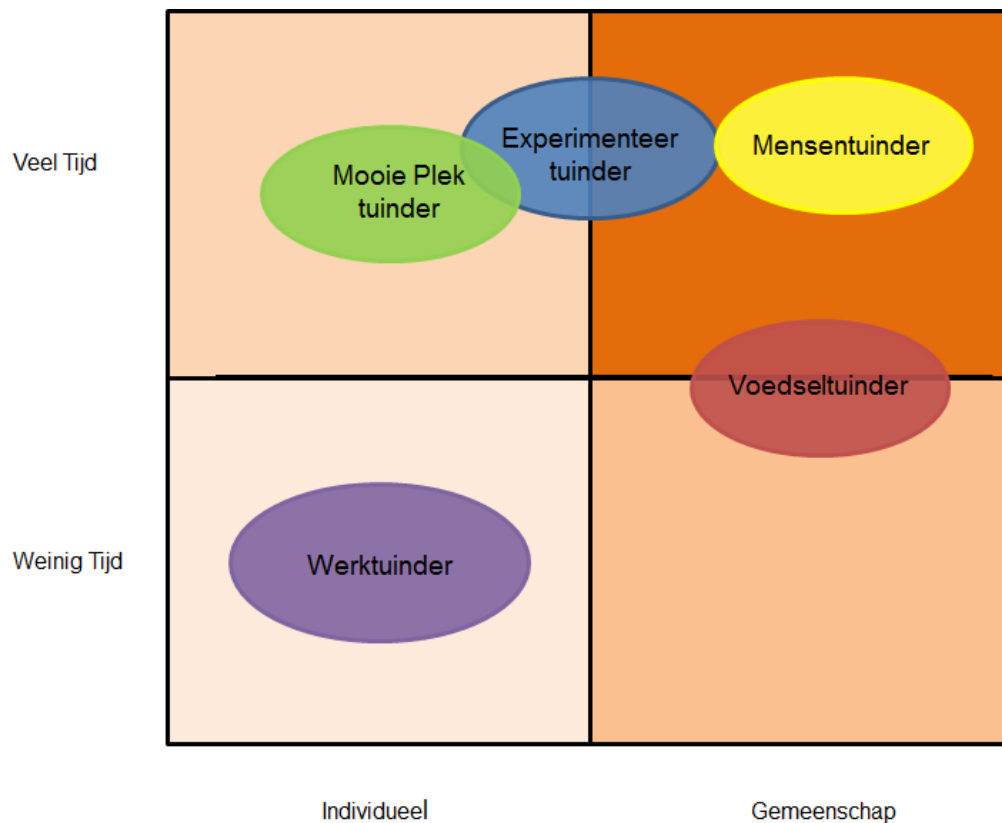 Veel Tijd
Mooie Plek
tuinder
Experimenteer
tuinder
Mensentuinder
Voedseltuinder
Weinig Tijd
Werktuinder
Individueel
Gemeenschap